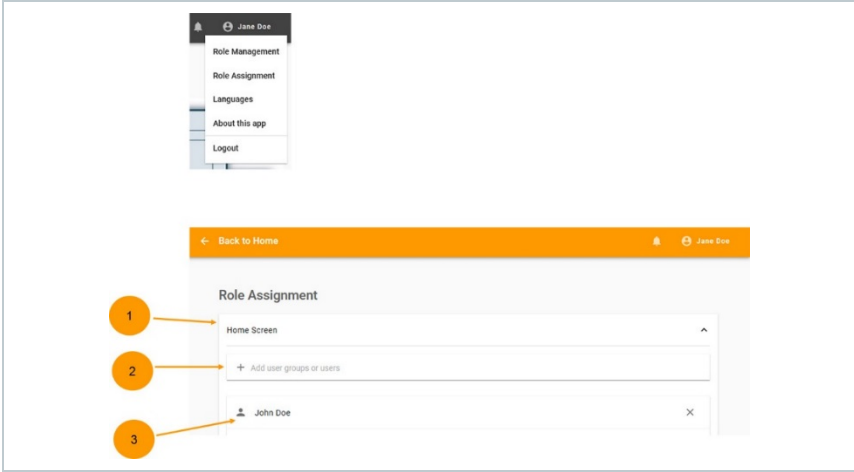 Jane Doe
Role Management
Role Assignment
Languages
About this app
Logout
Back to Home
Jane Doe
Role Assignment
1
Home Screen
2
+ Add user groups or users
John Doe
3